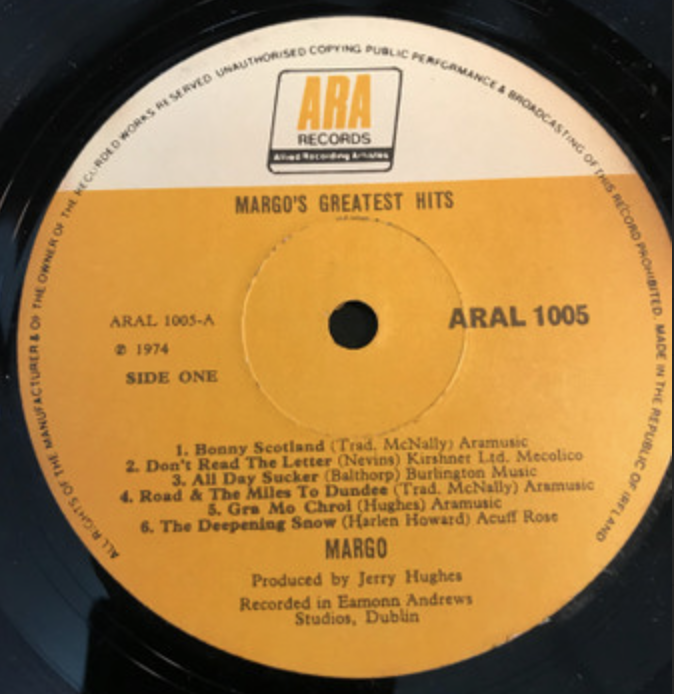 ALL RIGHTS OF THE MANUFACTURER & OF THE OWNER OF THE RECORDED WORKS RESERVED. UNAUTHORISED COPYING PUBLIC PERFORMANCE & BROADCASTING OF THIS RECORD PROHIBITED. MADE IN THE REPUBLIC OF IRELAND
ARA
RECORDS
Allied Recording Artistes
MARGO'S GREATEST HITS
ARAL 1005-A
ARAL 1005
℗ 1974
SIDE ONE
1. Bonny Scotland (Trad. McNally) Aramusic
2. Don't Read The Letter (Nevins) Kirshner Ltd. Mecolico
3. All Day Sucker (Balthorp) Burlington Music
4. Road & The Miles To Dundee (Trad. McNally) Aramusic
5. Gra Mo Chroi (Hughes) Aramusic
6. The Deepening Snow (Harlen Howard) Acuff Rose
MARGO
Produced by Jerry Hughes
Recorded in Eamonn Andrews
Studios, Dublin